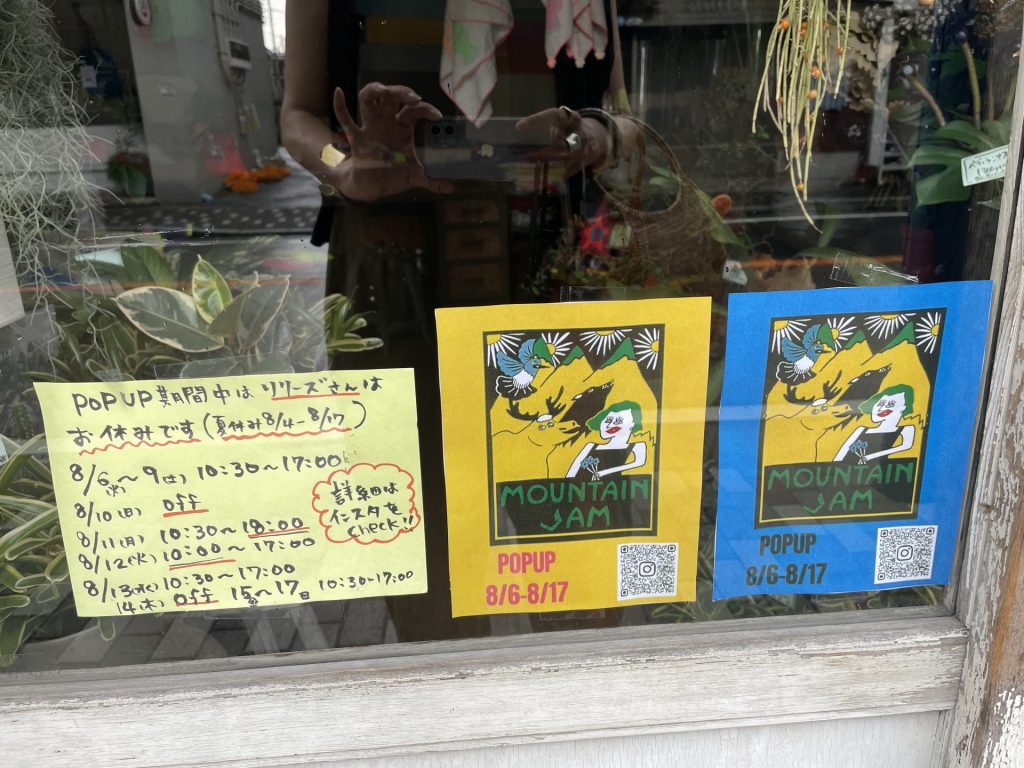 POPUP期間中はリリーズさんは
お休みです(夏休み8/4-8/17)
8/6(水)~9(土) 10:30~17:00
8/10(日) off
8/11(月) 10:30~18:00
8/12(火) 10:00~17:00
8/13(水) 10:30~17:00
14(木) off 15~17日 10:30~17:00
詳細は
インスタを
Check!!
MOUNTAIN
JAM
POPUP
8/6-8/17
MOUNTAIN
JAM
POPUP
8/6-8/17